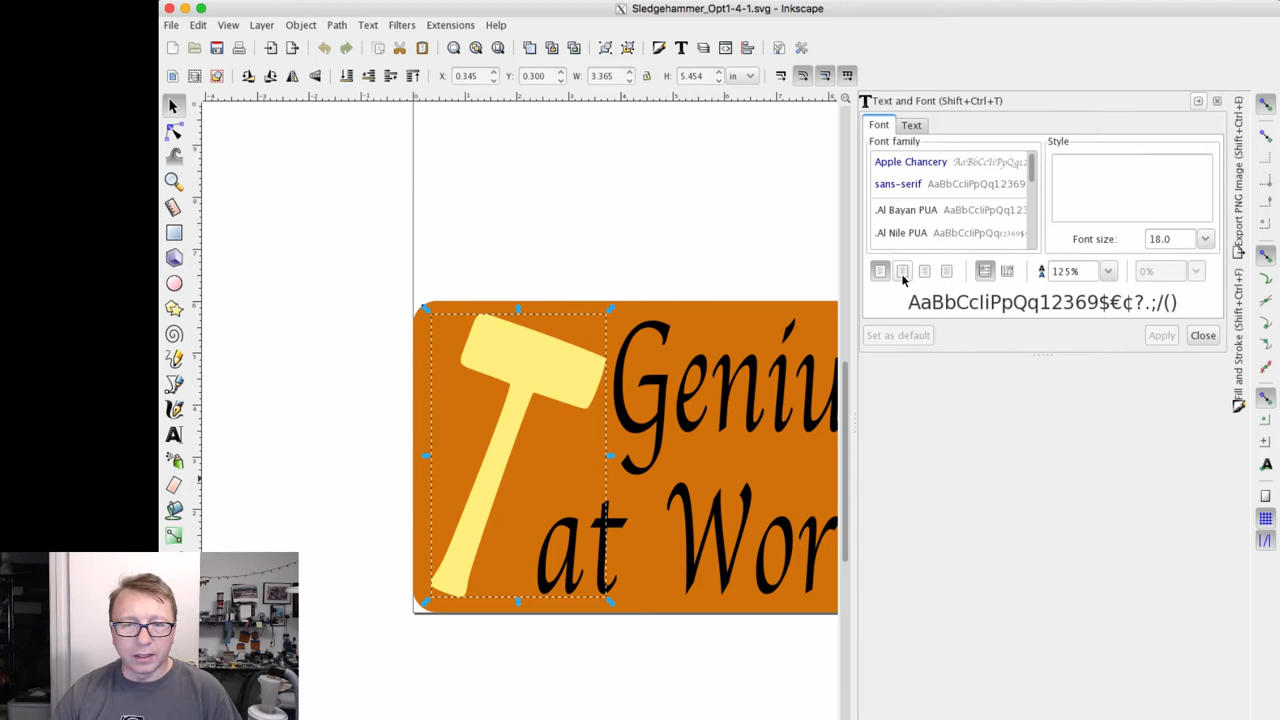 Sledgehammer_Opt1-4-1.svg - Inkscape
File Edit View Layer Object Path Text Filters Extensions Help
X: 0.345 Y: 0.300 W: 3.365 H: 5.454 in
Text and Font (Shift+Ctrl+T)
Font Text
Font family
Style
Apple Chancery AaBbCcIiPpQq12
sans-serif AaBbCcIiPpQq12369
.Al Bayan PUA AaBbCcIiPpQq123
.Al Nile PUA AaBbCcIiPpQq12369$
Font size: 18.0
125% 0%
AaBbCcIiPpQq12369$€¢?.;/()
Set as default Apply Close
Export PNG Image (Shift+Ctrl+E)
Fill and Stroke (Shift+Ctrl+F)
Geniu
at Wor